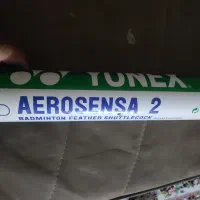 YONEX
AEROSENSA 2
BADMINTON FEATHER SHUTTLECOCK